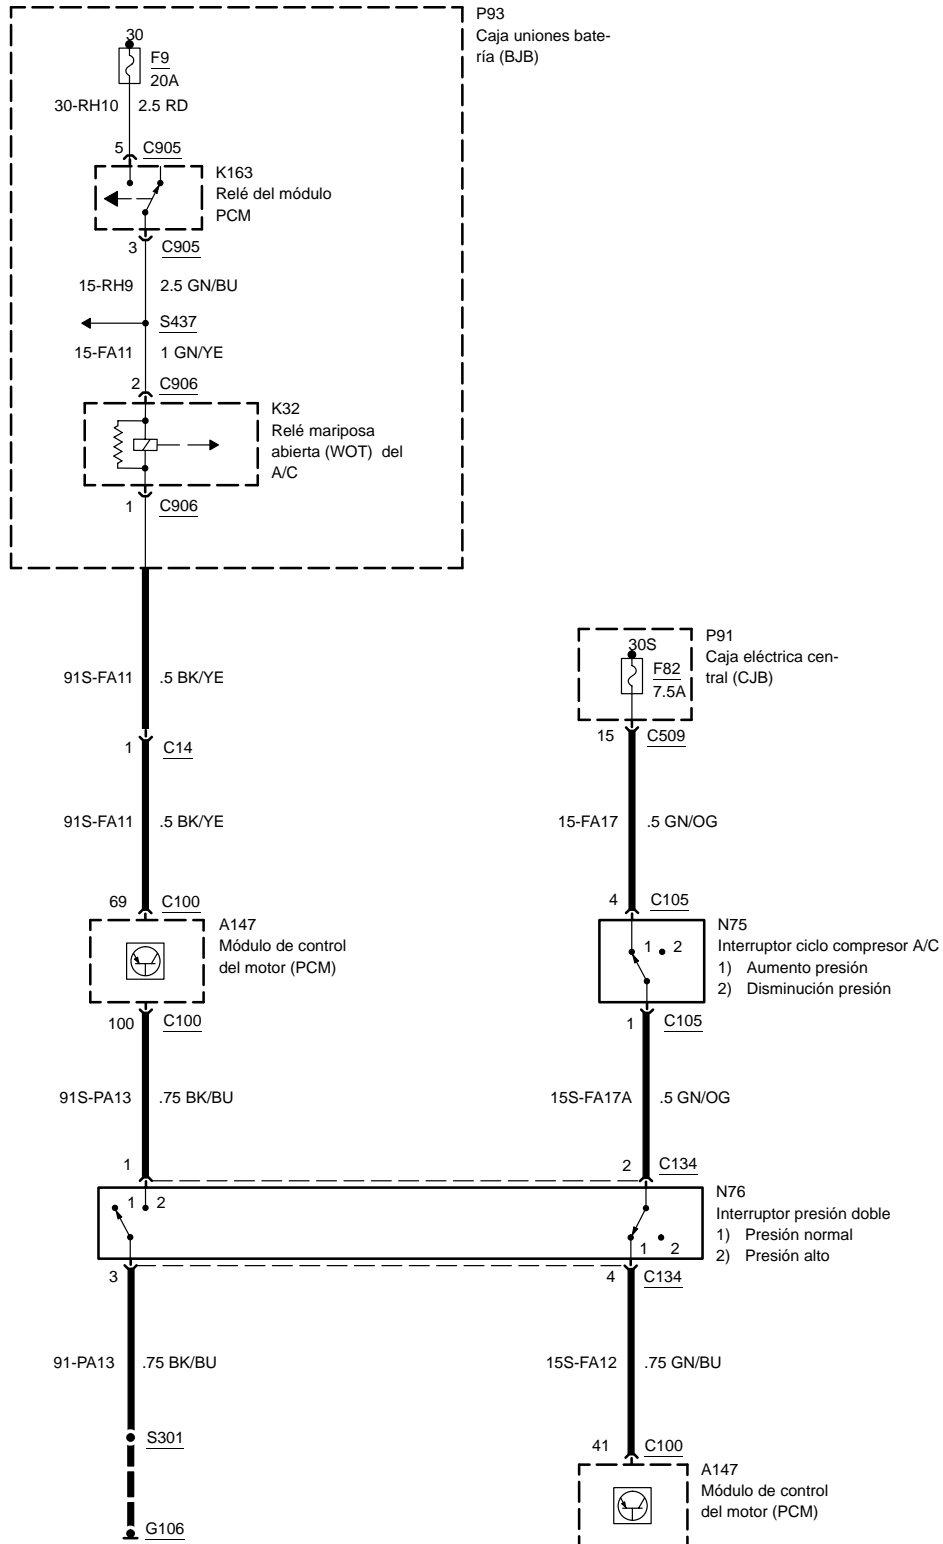 P93
Caja uniones bate-
ría (BJB)
30
F9
20A
30-RH10 2.5 RD
5 C905
K163
Relé del módulo
PCM
3 C905
15-RH9 2.5 GN/BU
S437
15-FA11 1 GN/YE
2 C906
K32
Relé mariposa
abierta (WOT) del
A/C
1 C906
91S-FA11 .5 BK/YE
1 C14
91S-FA11 .5 BK/YE
69 C100
A147
Módulo de control
del motor (PCM)
100 C100
91S-PA13 .75 BK/BU
P91
Caja eléctrica cen-
tral (CJB)
30S
F82
7.5A
15 C509
15-FA17 .5 GN/OG
4 C105
N75
Interruptor ciclo compresor A/C
1) Aumento presión
2) Disminución presión
1 2
1 C105
15S-FA17A .5 GN/OG
1
2 C134
N76
Interruptor presión doble
1) Presión normal
2) Presión alto
1 2
1 2
3
4 C134
91-PA13 .75 BK/BU
15S-FA12 .75 GN/BU
S301
G106
41 C100
A147
Módulo de control
del motor (PCM)